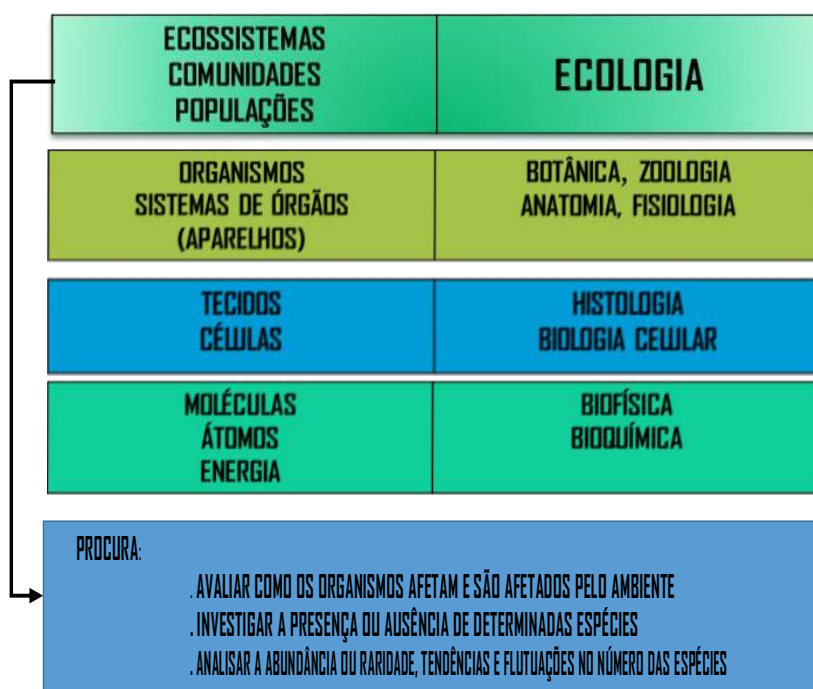 ECOSSISTEMAS
COMUNIDADES
POPULAÇÕES
ECOLOGIA
ORGANISMOS
SISTEMAS DE ÓRGÃOS
(APARELHOS)
BOTÂNICA, ZOOLOGIA
ANATOMIA, FISIOLOGIA
TECIDOS
CÉLULAS
HISTOLOGIA
BIOLOGIA CELULAR
MOLÉCULAS
ÁTOMOS
ENERGIA
BIOFÍSICA
BIOQUÍMICA
PROCURA:
. AVALIAR COMO OS ORGANISMOS AFETAM E SÃO AFETADOS PELO AMBIENTE
. INVESTIGAR A PRESENÇA OU AUSÊNCIA DE DETERMINADAS ESPÉCIES
. ANALISAR A ABUNDÂNCIA OU RARIDADE, TENDÊNCIAS E FLUTUAÇÕES NO NÚMERO DAS ESPÉCIES